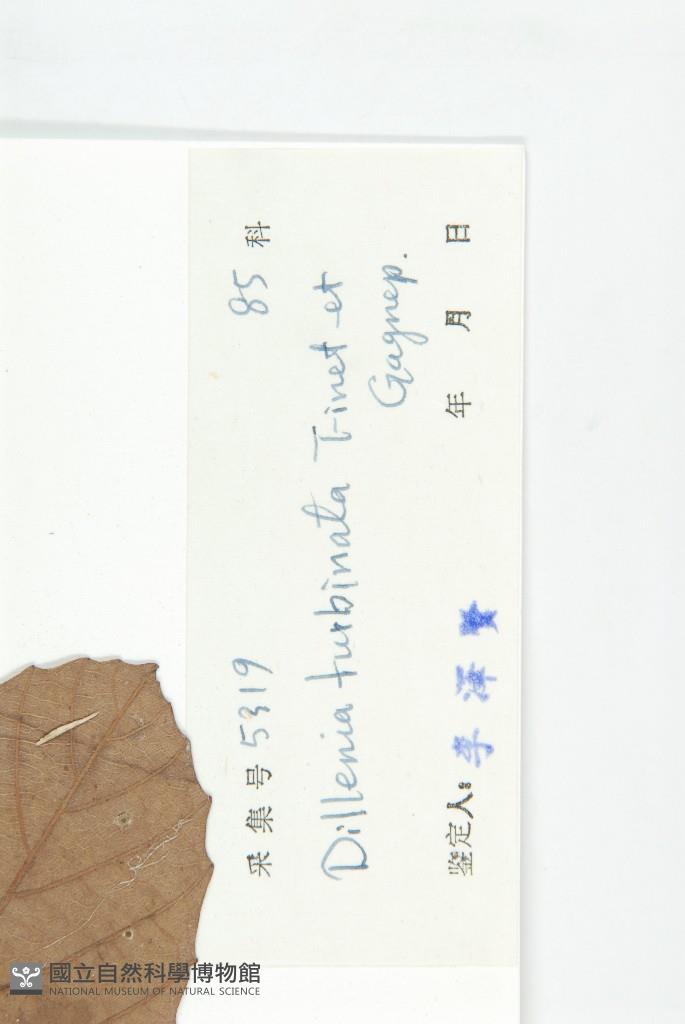 采集号 5319 85 科
Dillenia turbinata Finet et
Gagnep.
鉴定人: 李泽贤
年 月 日
國立自然科學博物館
NATIONAL MUSEUM OF NATURAL SCIENCE